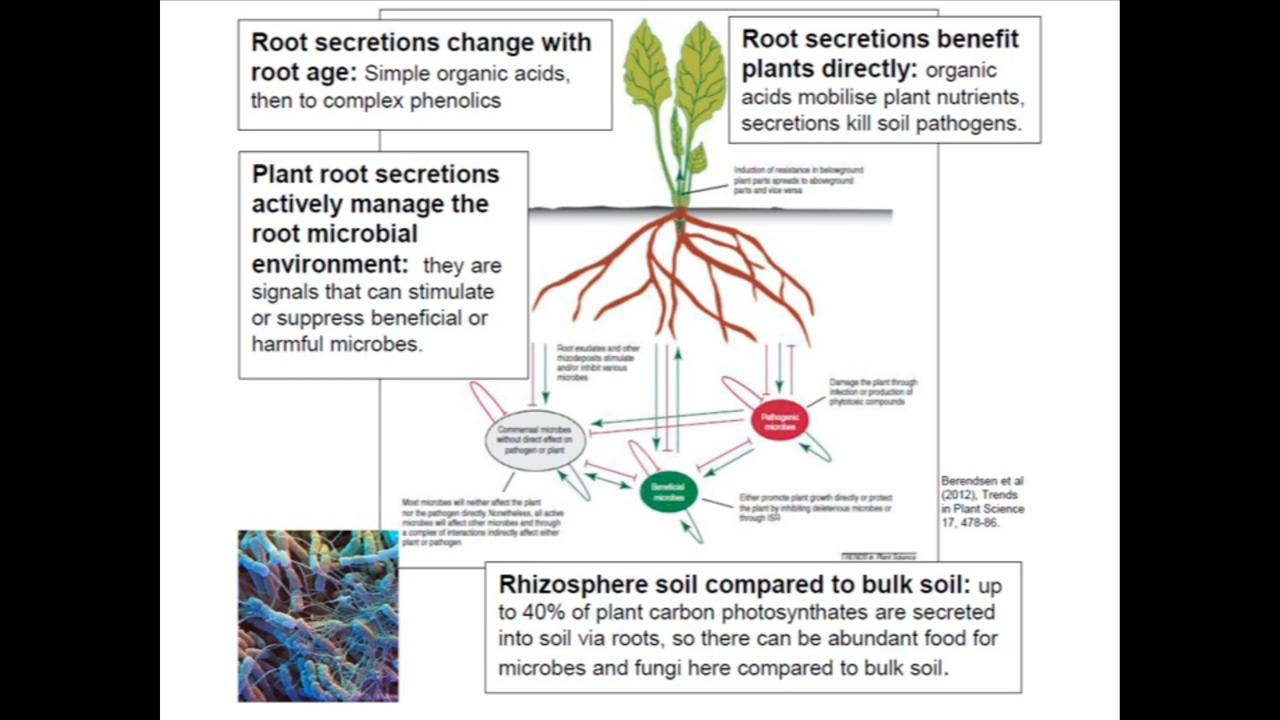 Root secretions change with
root age: Simple organic acids,
then to complex phenolics
Root secretions benefit
plants directly: organic
acids mobilise plant nutrients,
secretions kill soil pathogens.
Plant root secretions
actively manage the
root microbial
environment: they are
signals that can stimulate
or suppress beneficial or
harmful microbes.
Induction of resistance in belowground
plant parts spreads to aboveground
parts and vice versa
Root exudates and other
rhizodeposits stimulate
and/or inhibit various
microbes
Damage the plant through
infection or production of
phytotoxic compounds
Pathogenic
microbes
Commensal microbes
without direct effect on
pathogen or plant
Beneficial
microbes
Either promote plant growth directly or protect
the plant by inhibiting deleterious microbes or
through ISR
Most microbes will neither affect the plant
nor the pathogen directly. Nonetheless, all active
microbes will affect other microbes and through
a complex of interactions indirectly affect either
plant or pathogen
TRENDS in Plant Science
Berendsen et al
(2012), Trends
in Plant Science
17, 478-86.
Rhizosphere soil compared to bulk soil: up
to 40% of plant carbon photosynthates are secreted
into soil via roots, so there can be abundant food for
microbes and fungi here compared to bulk soil.